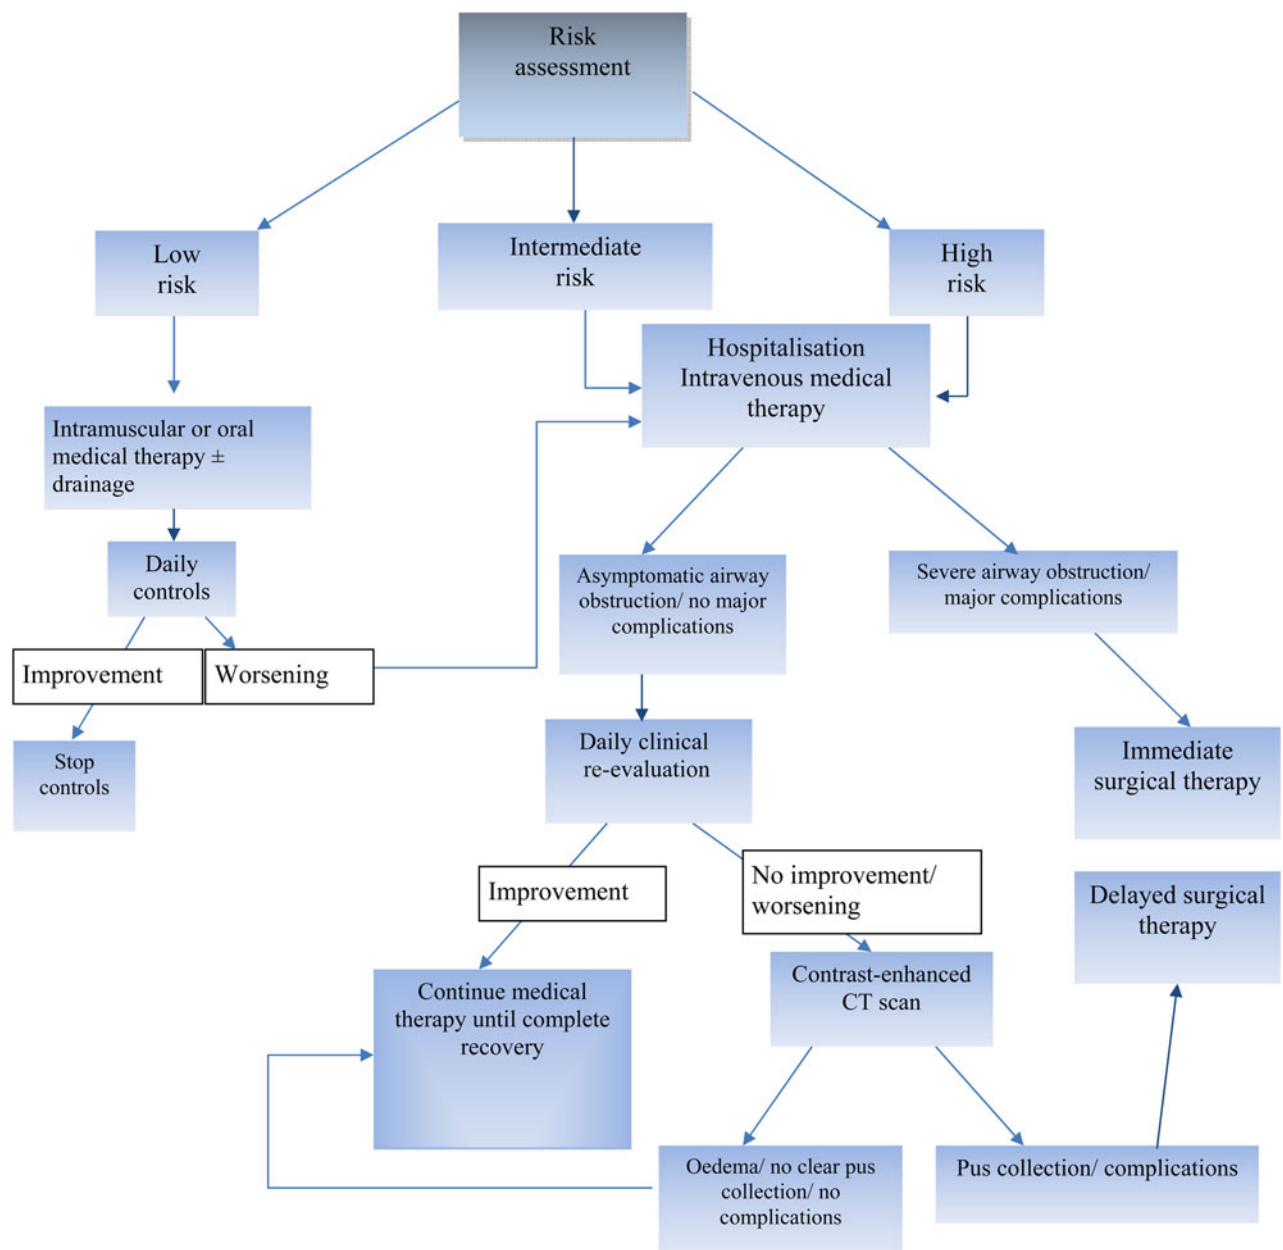 Risk
assessment
Low
risk
Intermediate
risk
High
risk
Hospitalisation
Intravenous medical
therapy
Intramuscular or oral
medical therapy ±
drainage
Daily
controls
Asymptomatic airway
obstruction/ no major
complications
Severe airway obstruction/
major complications
Improvement
Worsening
Stop
controls
Daily clinical
re-evaluation
Immediate
surgical therapy
Improvement
No improvement/
worsening
Delayed surgical
therapy
Continue medical
therapy until complete
recovery
Contrast-enhanced
CT scan
Oedema/ no clear pus
collection/ no
complications
Pus collection/ complications